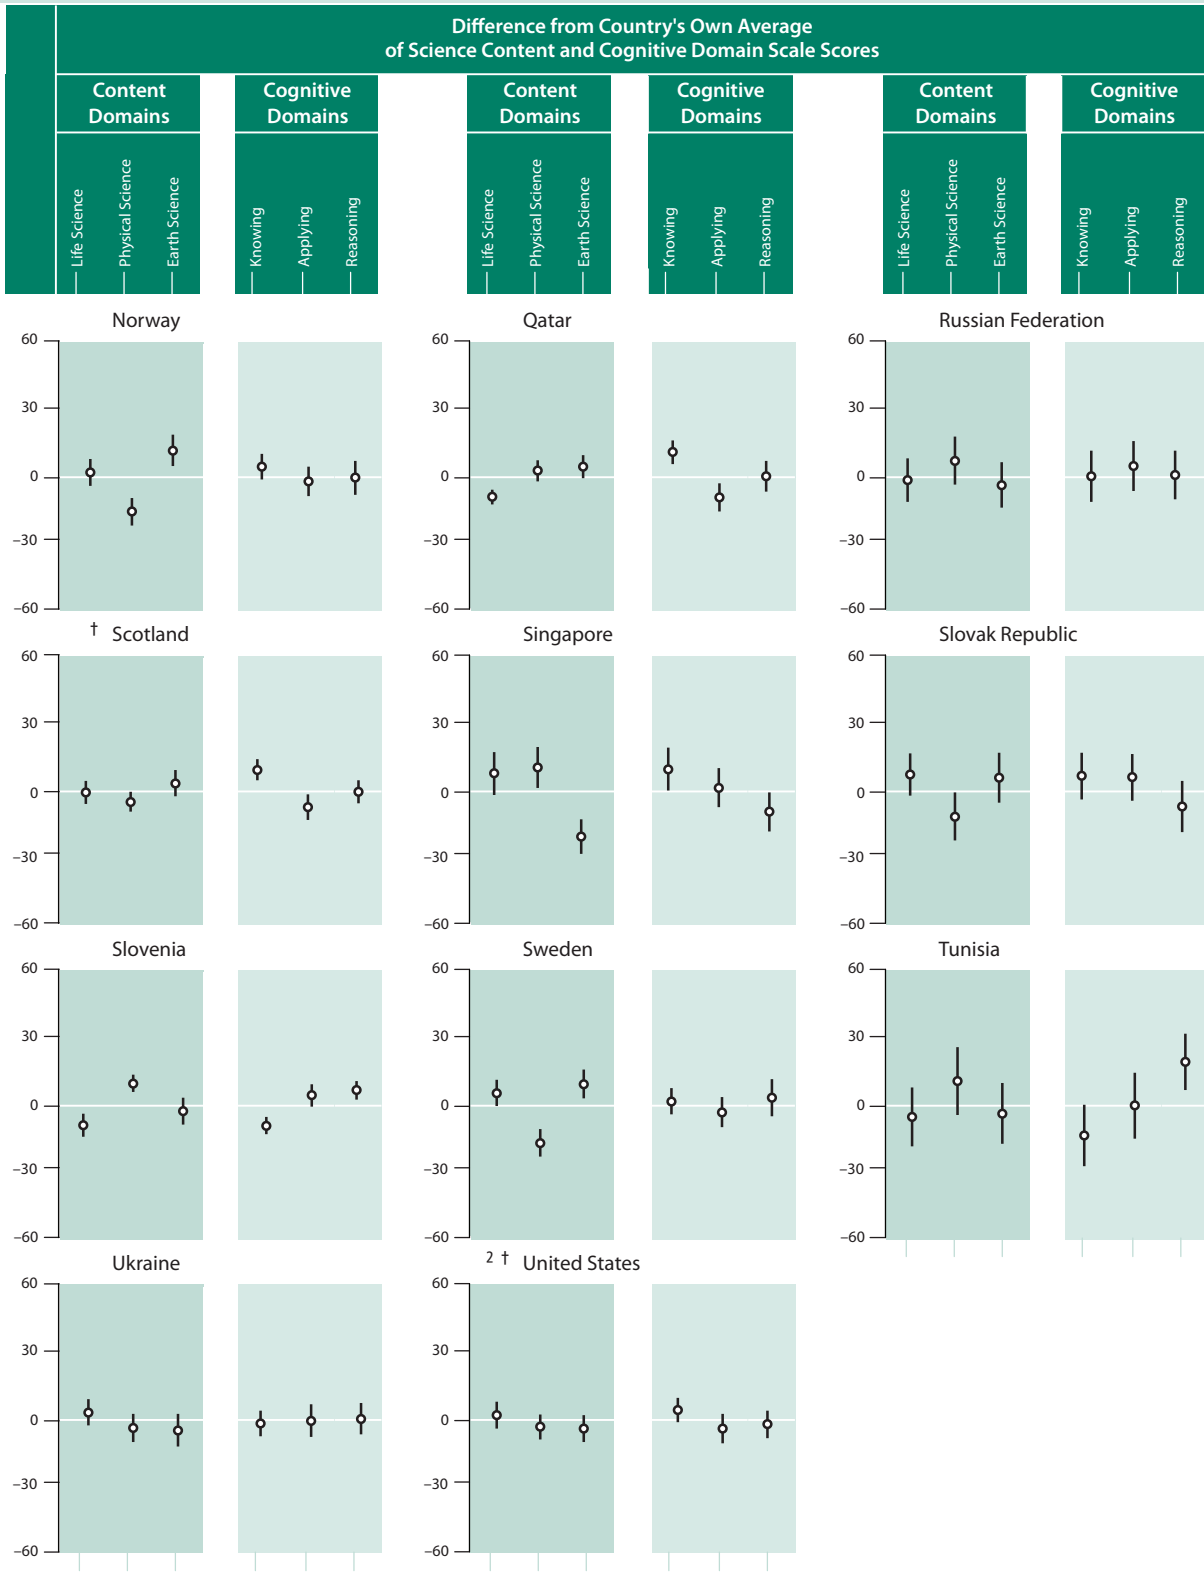 Difference from Country's Own Average
of Science Content and Cognitive Domain Scale Scores
Content
Domains
Cognitive
Domains
Content
Domains
Cognitive
Domains
Content
Domains
Cognitive
Domains
Life Science
Physical Science
Earth Science
Knowing
Applying
Reasoning
Life Science
Physical Science
Earth Science
Knowing
Applying
Reasoning
Life Science
Physical Science
Earth Science
Knowing
Applying
Reasoning
Norway
60
30
0
–30
–60
Qatar
60
30
0
–30
–60
Russian Federation
60
30
0
–30
–60
† Scotland
60
30
0
–30
–60
Singapore
60
30
0
–30
–60
Slovak Republic
60
30
0
–30
–60
Slovenia
60
30
0
–30
–60
Sweden
60
30
0
–30
–60
Tunisia
60
30
0
–30
–60
Ukraine
60
30
0
–30
–60
2 † United States
60
30
0
–30
–60